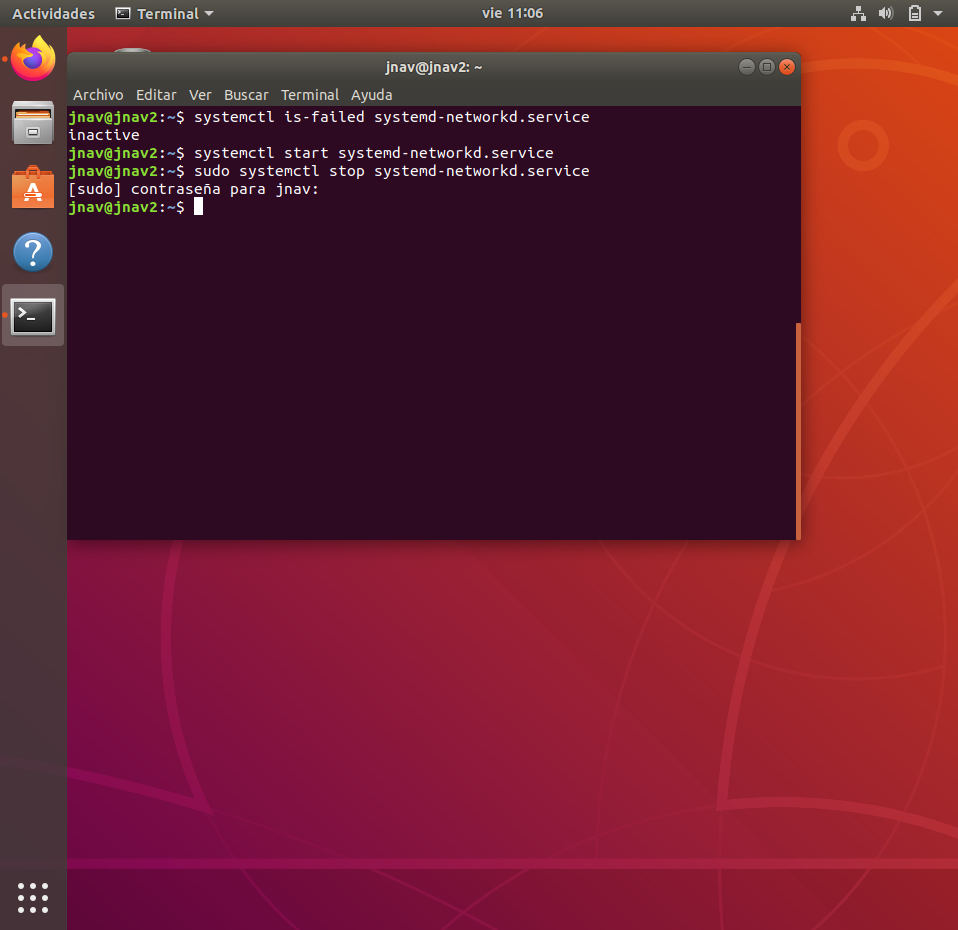 Actividades Terminal vie 11:06
jnav@jnav2: ~
Archivo Editar Ver Buscar Terminal Ayuda
jnav@jnav2:~$ systemctl is-failed systemd-networkd.service
inactive
jnav@jnav2:~$ systemctl start systemd-networkd.service
jnav@jnav2:~$ sudo systemctl stop systemd-networkd.service
[sudo] contraseña para jnav:
jnav@jnav2:~$